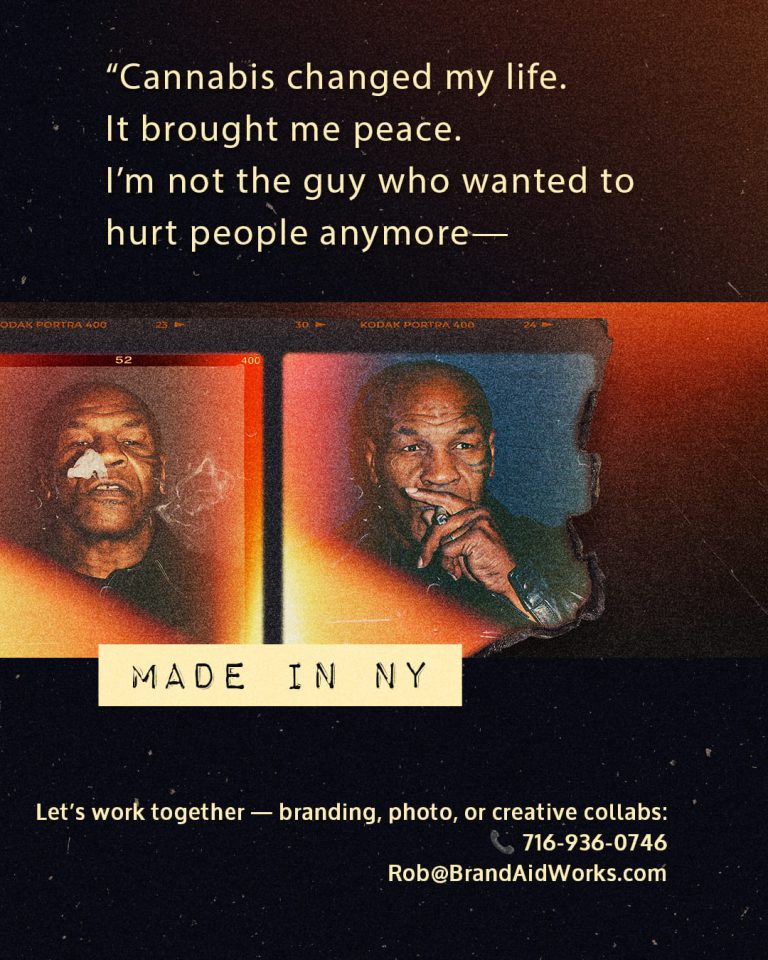 “Cannabis changed my life.
It brought me peace.
I’m not the guy who wanted to
hurt people anymore—
ODAK PORTRA 400 23 30 KODAK PORTRA 400 24
52 400
MADE IN NY
Let’s work together — branding, photo, or creative collabs:
716-936-0746
Rob@BrandAidWorks.com